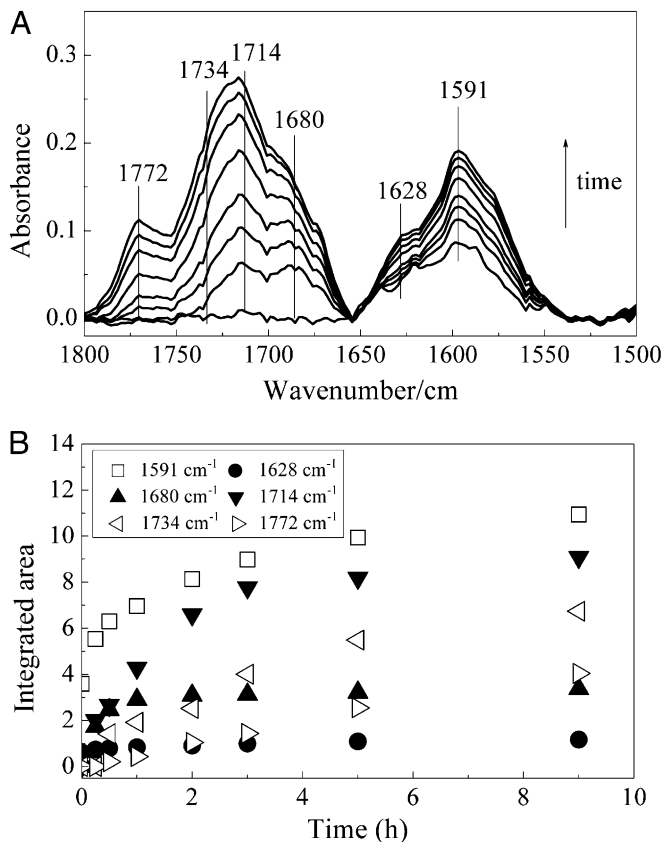 A
0.3
0.2
0.1
0.0
Absorbance
1772
1734
1714
1680
1628
1591
time
1800
1750
1700
1650
1600
1550
1500
Wavenumber/cm
B
14
12
10
8
6
4
2
0
Integrated area
1591 cm⁻¹
1628 cm⁻¹
1680 cm⁻¹
1714 cm⁻¹
1734 cm⁻¹
1772 cm⁻¹
0
2
4
6
8
10
Time (h)